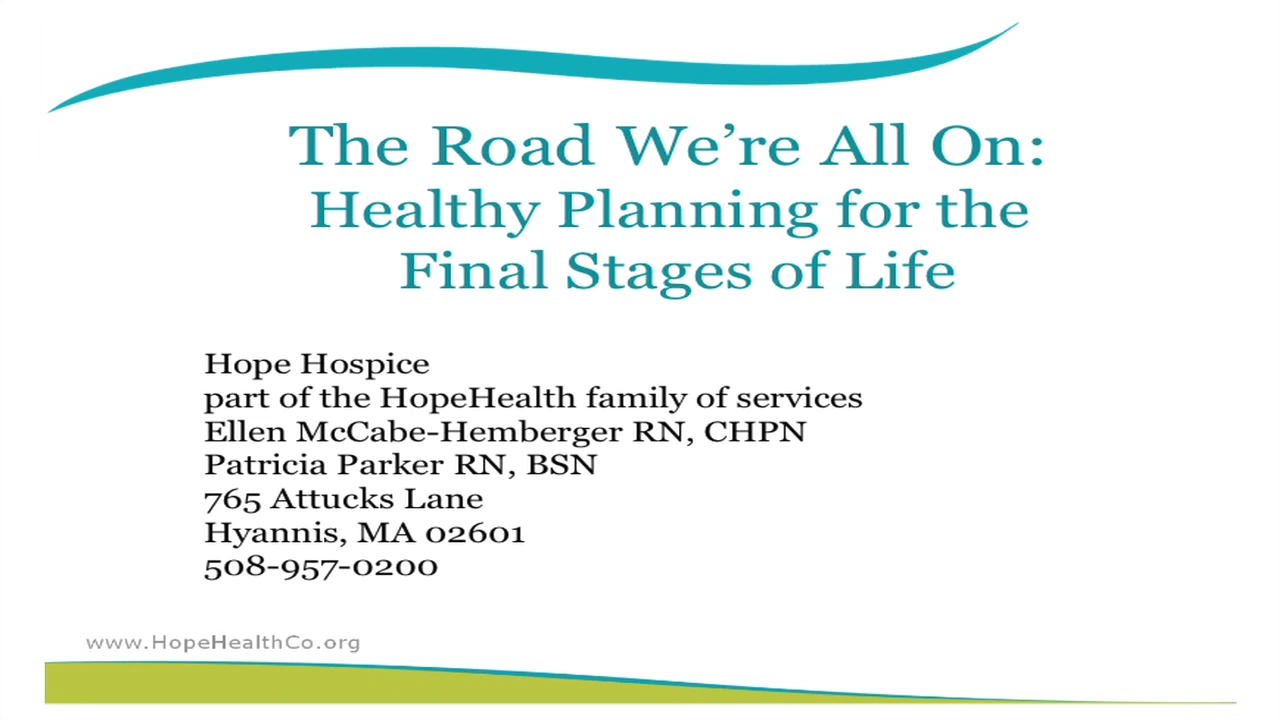 The Road We’re All On:
Healthy Planning for the
Final Stages of Life
Hope Hospice
part of the HopeHealth family of services
Ellen McCabe-Hemberger RN, CHPN
Patricia Parker RN, BSN
765 Attucks Lane
Hyannis, MA 02601
508-957-0200
www.HopeHealthCo.org